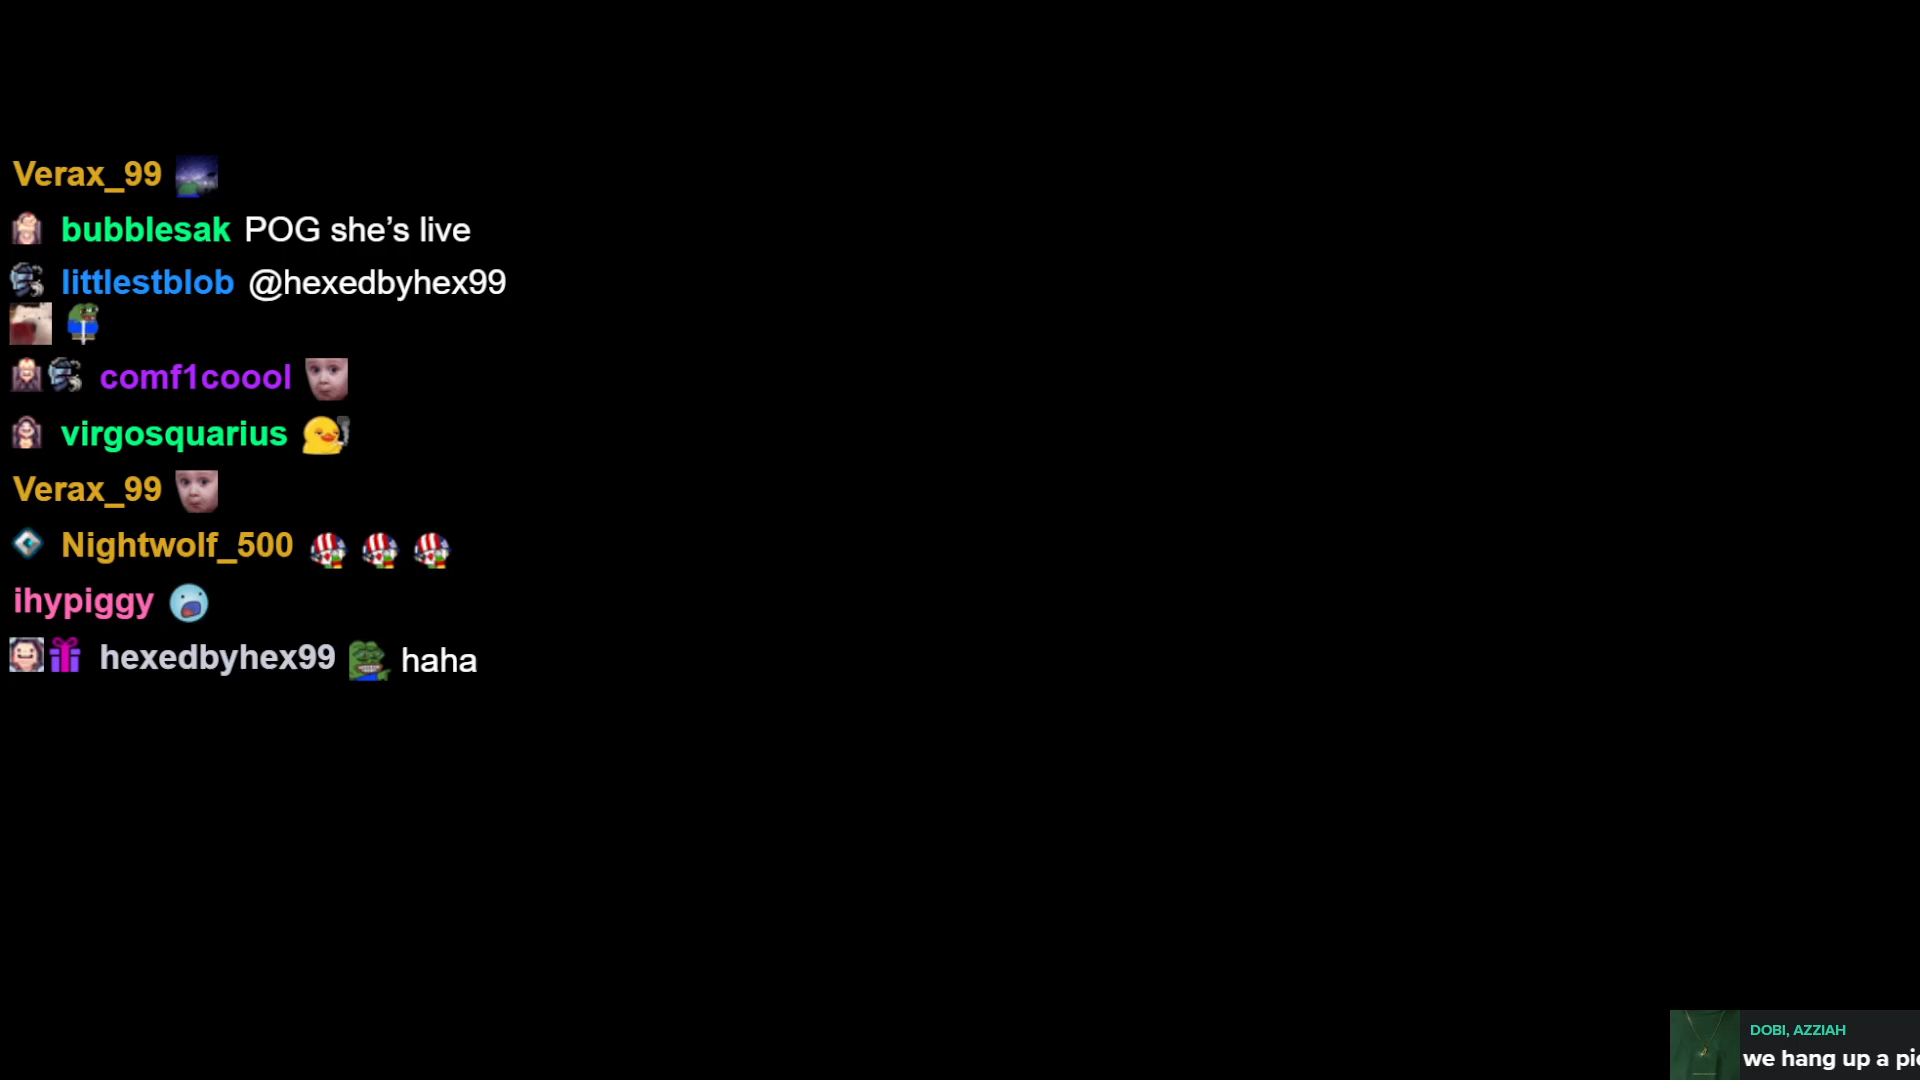 Verax_99
bubblesak POG she’s live
littlestblob @hexedbyhex99
comf1coool
virgosquarius
Verax_99
Nightwolf_500
ihypiggy
hexedbyhex99 haha
DOBI, AZZIAH
we hang up a pic